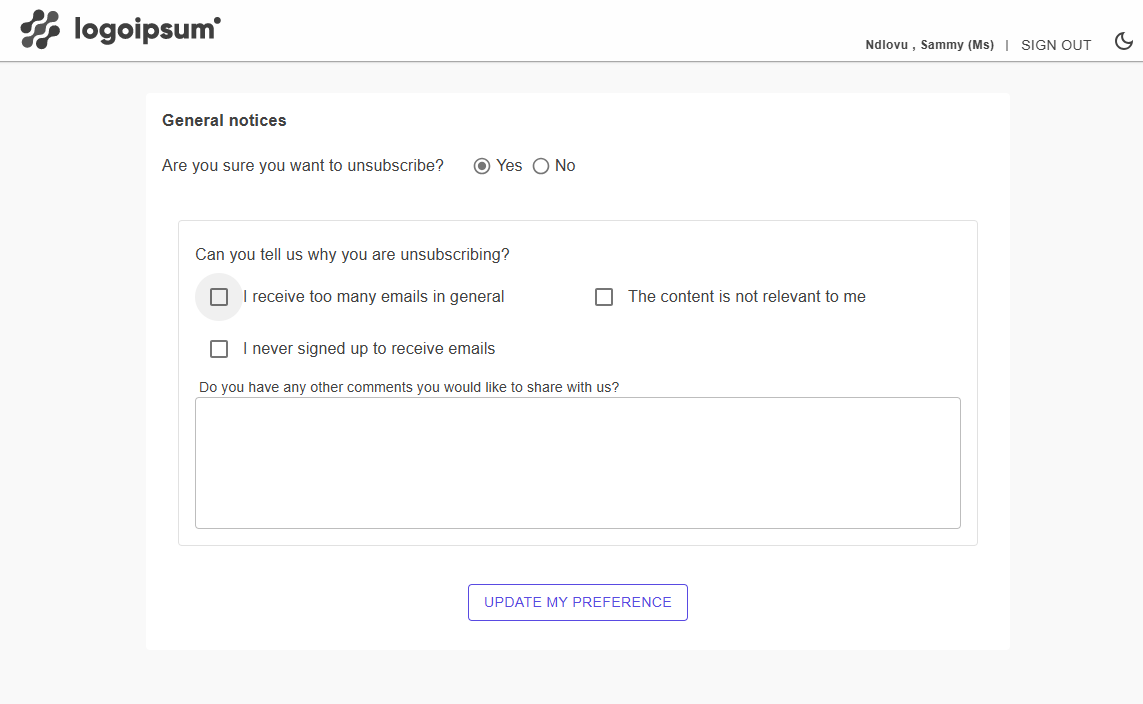 logoipsum
Ndlovu , Sammy (Ms) | SIGN OUT
General notices
Are you sure you want to unsubscribe? Yes No
Can you tell us why you are unsubscribing?
I receive too many emails in general The content is not relevant to me
I never signed up to receive emails
Do you have any other comments you would like to share with us?
UPDATE MY PREFERENCE